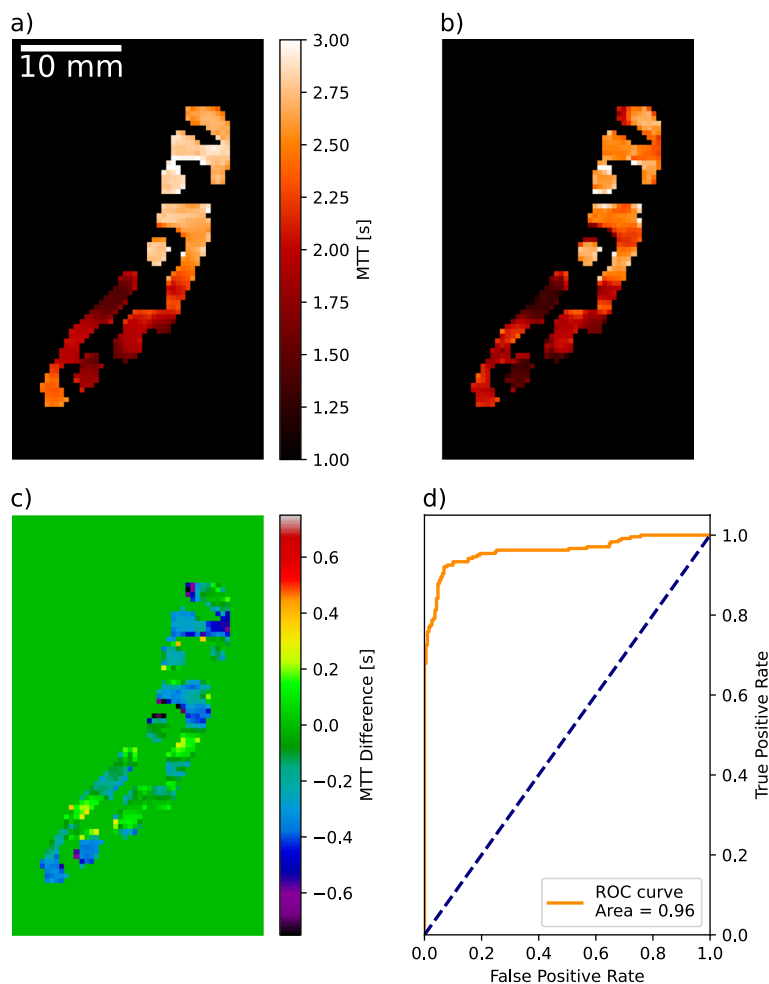 a)
b)
10 mm
3.00
2.75
2.50
2.25
2.00
1.75
1.50
1.25
1.00
MTT [s]
c)
d)
0.6
0.4
0.2
0.0
−0.2
−0.4
−0.6
MTT Difference [s]
1.0
0.8
0.6
0.4
0.2
0.0
True Positive Rate
ROC curve
Area = 0.96
0.0
0.2
0.4
0.6
0.8
1.0
False Positive Rate